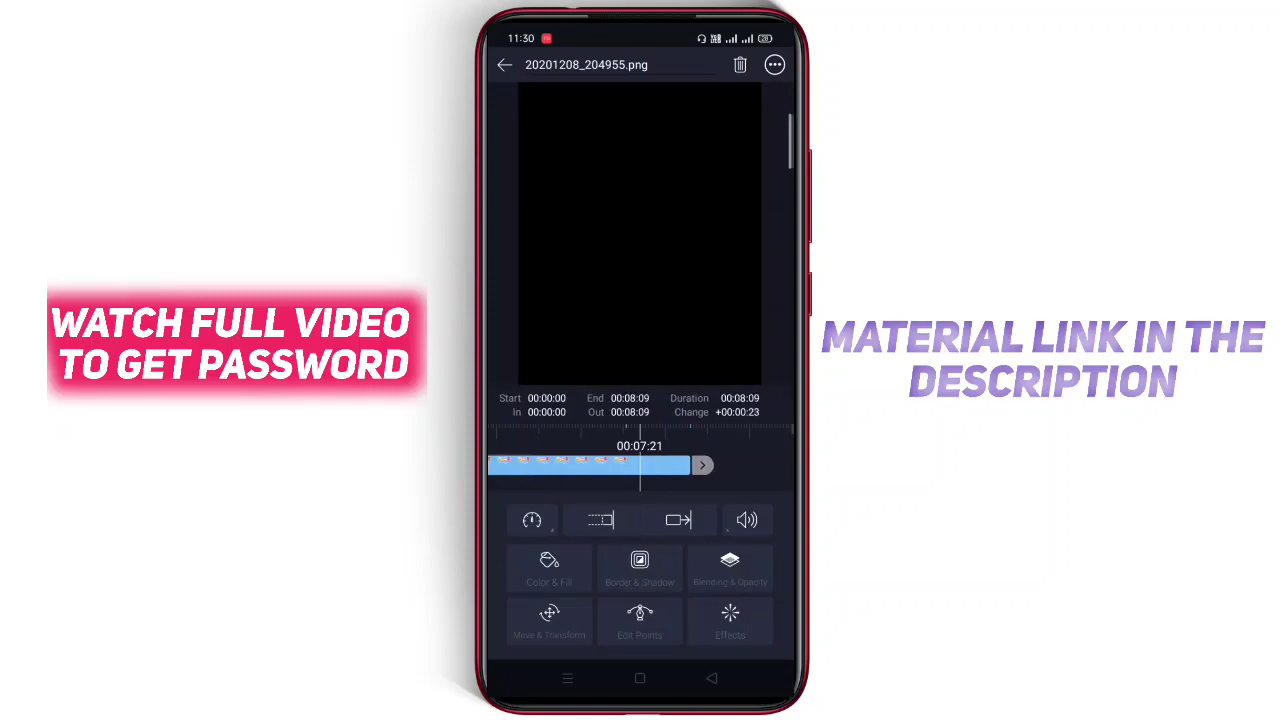 11:30
28
20201208_204955.png
WATCH FULL VIDEO
TO GET PASSWORD
MATERIAL LINK IN THE
DESCRIPTION
Start 00:00:00 End 00:08:09 Duration 00:08:09
In 00:00:00 Out 00:08:09 Change +00:00:23
00:07:21
Color & Fill
Border & Shadow
Blending & Opacity
Move & Transform
Edit Points
Effects